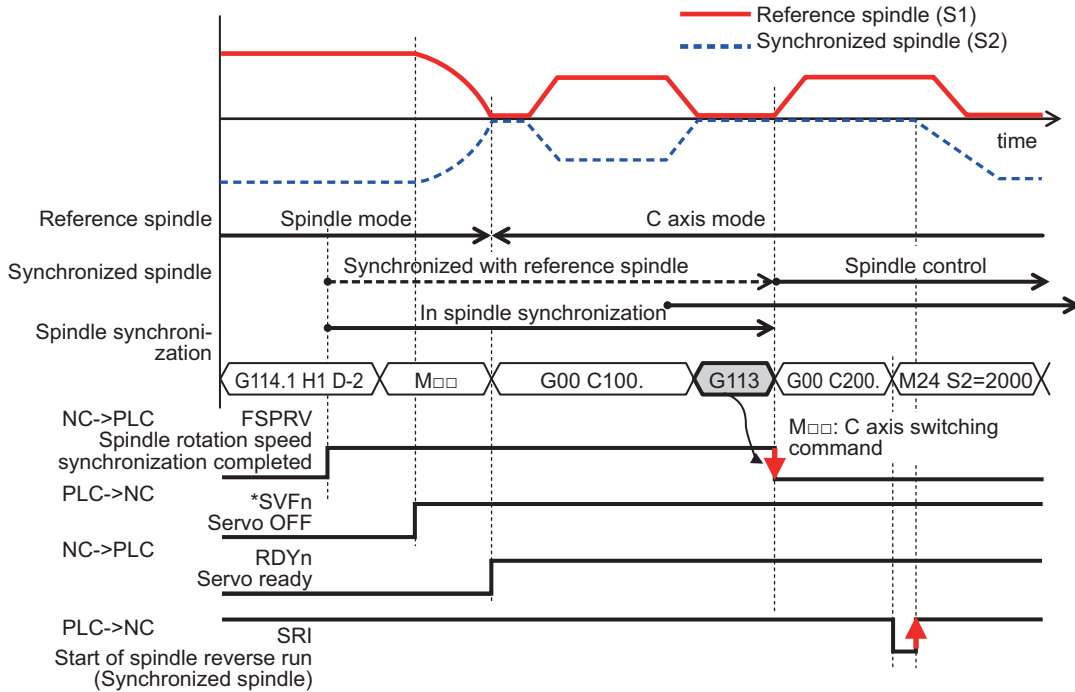 Reference spindle (S1)
Synchronized spindle (S2)
time
Reference spindle
Spindle mode
C axis mode
Synchronized spindle
Synchronized with reference spindle
Spindle control
In spindle synchronization
Spindle synchroni-
zation
G114.1 H1 D-2
M□□
G00 C100.
G113
G00 C200.
M24 S2=2000
NC->PLC
FSPRV
Spindle rotation speed
synchronization completed
M□□: C axis switching
command
PLC->NC
*SVFn
Servo OFF
NC->PLC
RDYn
Servo ready
PLC->NC
SRI
Start of spindle reverse run
(Synchronized spindle)